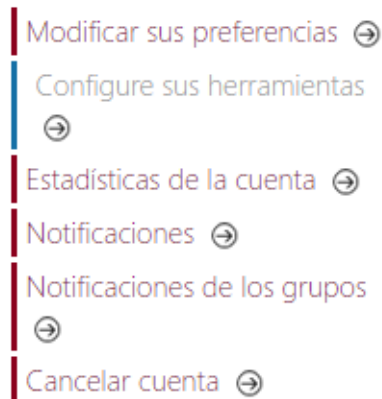 Modificar sus preferencias
Configure sus herramientas
Estadísticas de la cuenta
Notificaciones
Notificaciones de los grupos
Cancelar cuenta